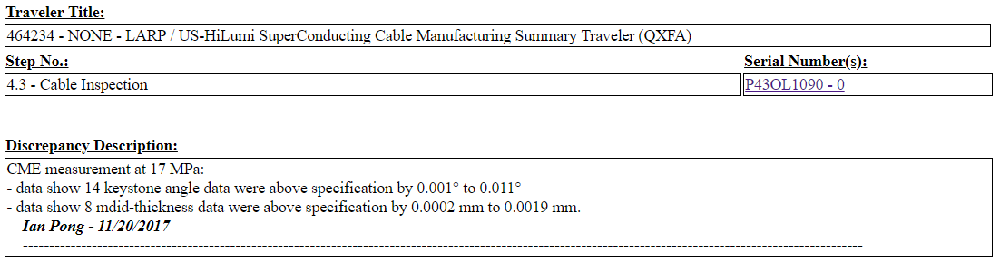 Traveler Title:
464234 - NONE - LARP / US-HiLumi SuperConducting Cable Manufacturing Summary Traveler (QXFA)
Step No.: Serial Number(s):
4.3 - Cable Inspection P43OL1090 - 0
Discrepancy Description:
CME measurement at 17 MPa:
- data show 14 keystone angle data were above specification by 0.001° to 0.011°
- data show 8 mdid-thickness data were above specification by 0.0002 mm to 0.0019 mm.
Ian Pong - 11/20/2017